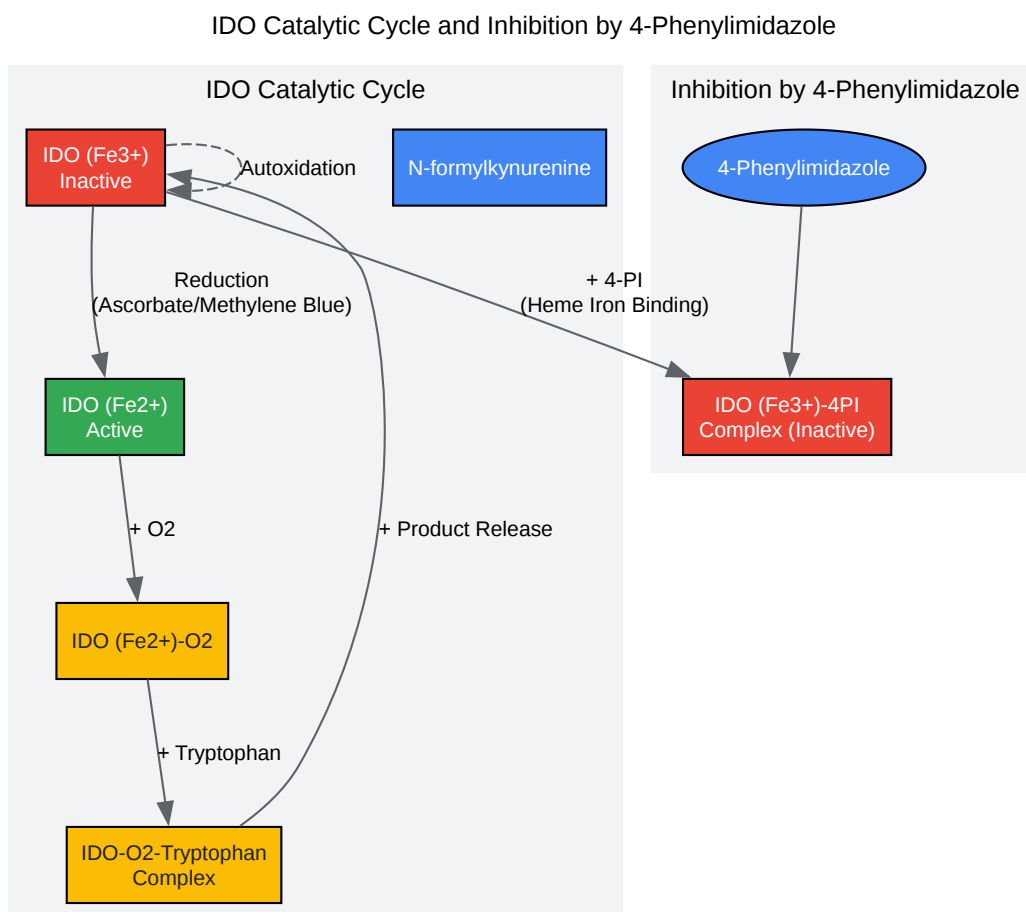 IDO Catalytic Cycle and Inhibition by 4-Phenylimidazole
IDO Catalytic Cycle
Inhibition by 4-Phenylimidazole
IDO (Fe3+)
Inactive
Autoxidation
N-formylkynurenine
4-Phenylimidazole
Reduction
(Ascorbate/Methylene Blue)
+ 4-PI
(Heme Iron Binding)
IDO (Fe2+)
Active
IDO (Fe3+)-4PI
Complex (Inactive)
+ O2
+ Product Release
IDO (Fe2+)-O2
+ Tryptophan
IDO-O2-Tryptophan
Complex